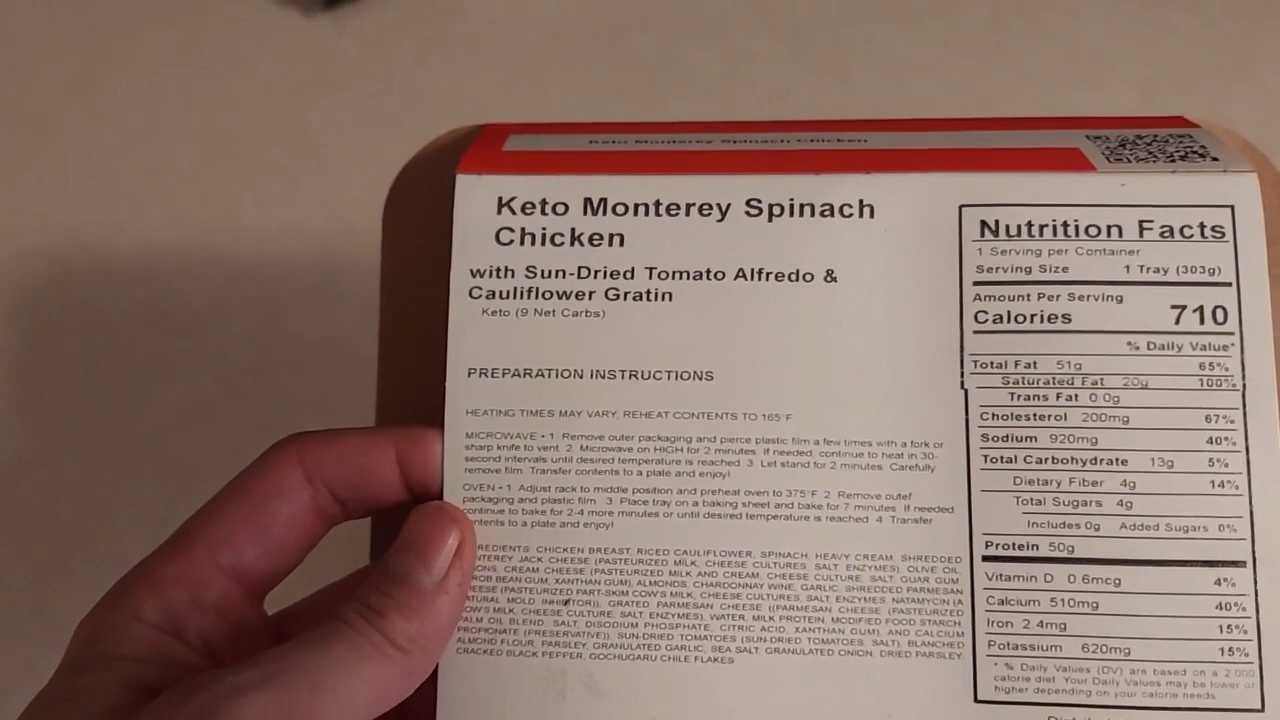 Keto Monterey Spinach Chicken
Keto Monterey Spinach
Chicken
with Sun-Dried Tomato Alfredo &
Cauliflower Gratin
Keto (9 Net Carbs)
PREPARATION INSTRUCTIONS
HEATING TIMES MAY VARY, REHEAT CONTENTS TO 165°F
MICROWAVE • 1 Remove outer packaging and pierce plastic film a few times with a fork or
sharp knife to vent 2 Microwave on HIGH for 2 minutes If needed, continue to heat in 30-
second intervals until desired temperature is reached 3 Let stand for 2 minutes Carefully
remove film Transfer contents to a plate and enjoy!
OVEN • 1 Adjust rack to middle position and preheat oven to 375°F 2 Remove outer
packaging and plastic film 3 Place tray on a baking sheet and bake for 7 minutes If needed
continue to bake for 2-4 more minutes or until desired temperature is reached 4 Transfer
ntents to a plate and enjoy!
REDIENTS CHICKEN BREAST, RICED CAULIFLOWER, SPINACH, HEAVY CREAM, SHREDDED
NTEREY JACK CHEESE (PASTEURIZED MILK, CHEESE CULTURES, SALT, ENZYMES), OLIVE OIL,
IONS, CREAM CHEESE (PASTEURIZED MILK AND CREAM, CHEESE CULTURE, SALT, GUAR GUM,
ROB BEAN GUM, XANTHAN GUM), ALMONDS, CHARDONNAY WINE, GARLIC, SHREDDED PARMESAN
EESE (PASTEURIZED PART-SKIM COW'S MILK, CHEESE CULTURES, SALT, ENZYMES, NATAMYCIN (A
ATURAL MOLD INHIBITOR)), GRATED PARMESAN CHEESE ((PARMESAN CHEESE (PASTEURIZED
OW'S MILK, CHEESE CULTURE, SALT, ENZYMES), WATER, MILK PROTEIN, MODIFIED FOOD STARCH,
ALM OIL BLEND, SALT, DISODIUM PHOSPHATE, CITRIC ACID, XANTHAN GUM), AND CALCIUM
PROPIONATE (PRESERVATIVE)), SUN-DRIED TOMATOES (SUN-DRIED TOMATOES, SALT), BLANCHED
ALMOND FLOUR, PARSLEY, GRANULATED GARLIC, SEA SALT, GRANULATED ONION, DRIED PARSLEY,
CRACKED BLACK PEPPER, GOCHUGARU CHILE FLAKES
Nutrition Facts
1 Serving per Container
Serving Size 1 Tray (303g)
Amount Per Serving
Calories 710
% Daily Value*
Total Fat 51g 65%
Saturated Fat 20g 100%
Trans Fat 0.0g
Cholesterol 200mg 67%
Sodium 920mg 40%
Total Carbohydrate 13g 5%
Dietary Fiber 4g 14%
Total Sugars 4g
Includes 0g Added Sugars 0%
Protein 50g
Vitamin D 0.6mcg 4%
Calcium 510mg 40%
Iron 2.4mg 15%
Potassium 620mg 15%
* % Daily Values (DV) are based on a 2,000
calorie diet Your Daily Values may be lower or
higher depending on your calorie needs